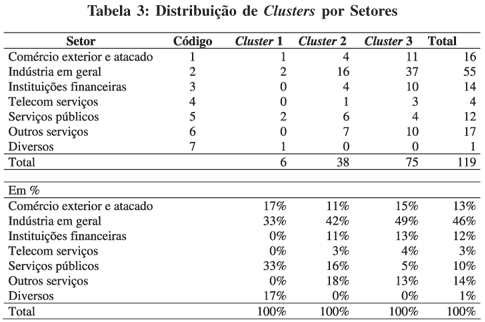 Tabela 3: Distribuição de Clusters por Setores
Setor Código Cluster 1 Cluster 2 Cluster 3 Total
Comércio exterior e atacado 1 1 4 11 16
Indústria em geral 2 2 16 37 55
Instituições financeiras 3 0 4 10 14
Telecom serviços 4 0 1 3 4
Serviços públicos 5 2 6 4 12
Outros serviços 6 0 7 10 17
Diversos 7 1 0 0 1
Total 6 38 75 119
Em %
Comércio exterior e atacado 17% 11% 15% 13%
Indústria em geral 33% 42% 49% 46%
Instituições financeiras 0% 11% 13% 12%
Telecom serviços 0% 3% 4% 3%
Serviços públicos 33% 16% 5% 10%
Outros serviços 0% 18% 13% 14%
Diversos 17% 0% 0% 1%
Total 100% 100% 100% 100%